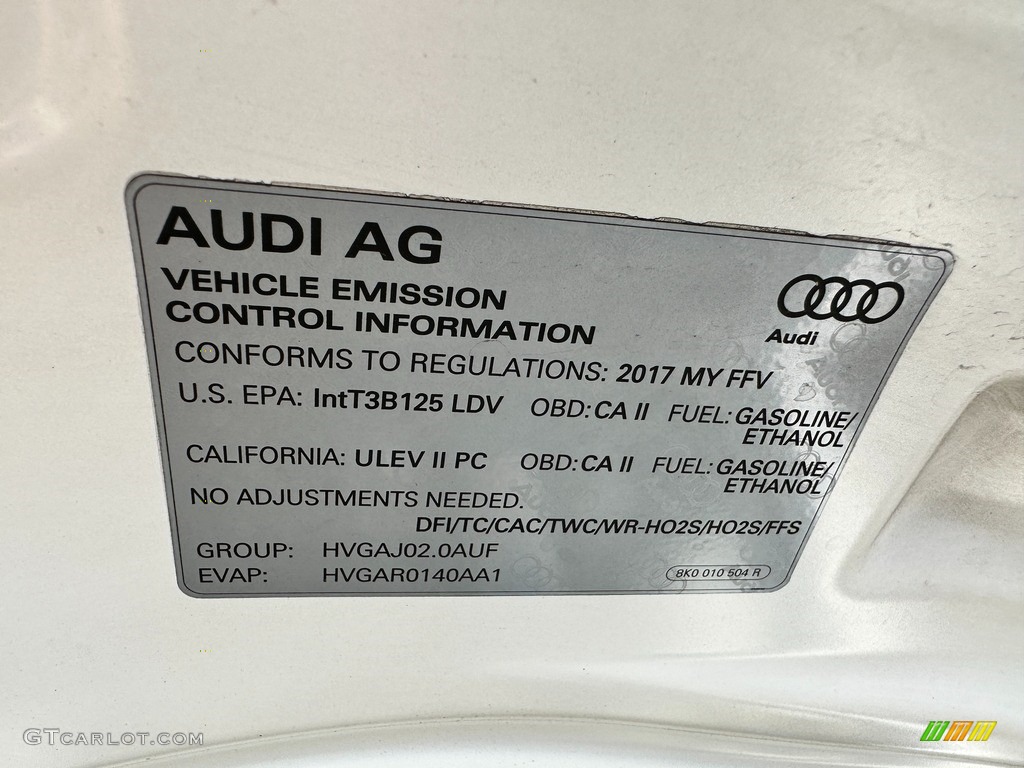 AUDI AG
VEHICLE EMISSION
CONTROL INFORMATION
Audi
CONFORMS TO REGULATIONS: 2017 MY FFV
U.S. EPA: IntT3B125 LDV OBD: CA II FUEL: GASOLINE/
ETHANOL
CALIFORNIA: ULEV II PC OBD: CA II FUEL: GASOLINE/
ETHANOL
NO ADJUSTMENTS NEEDED.
DFI/TC/CAC/TWC/WR-HO2S/HO2S/FFS
GROUP: HVGAJ02.0AUF
EVAP: HVGAR0140AA1
8K0 010 504 R
GTCARLOT.COM